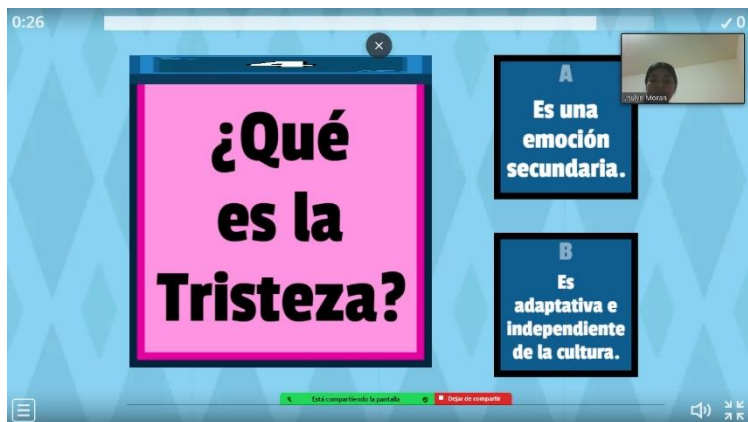 0:26
✓ 0
¿Qué
es la
Tristeza?
A
Es una
emoción
secundaria.
Moran
B
Es
adaptativa e
independiente
de la cultura.
Está compartiendo la pantalla
Dejar de compartir